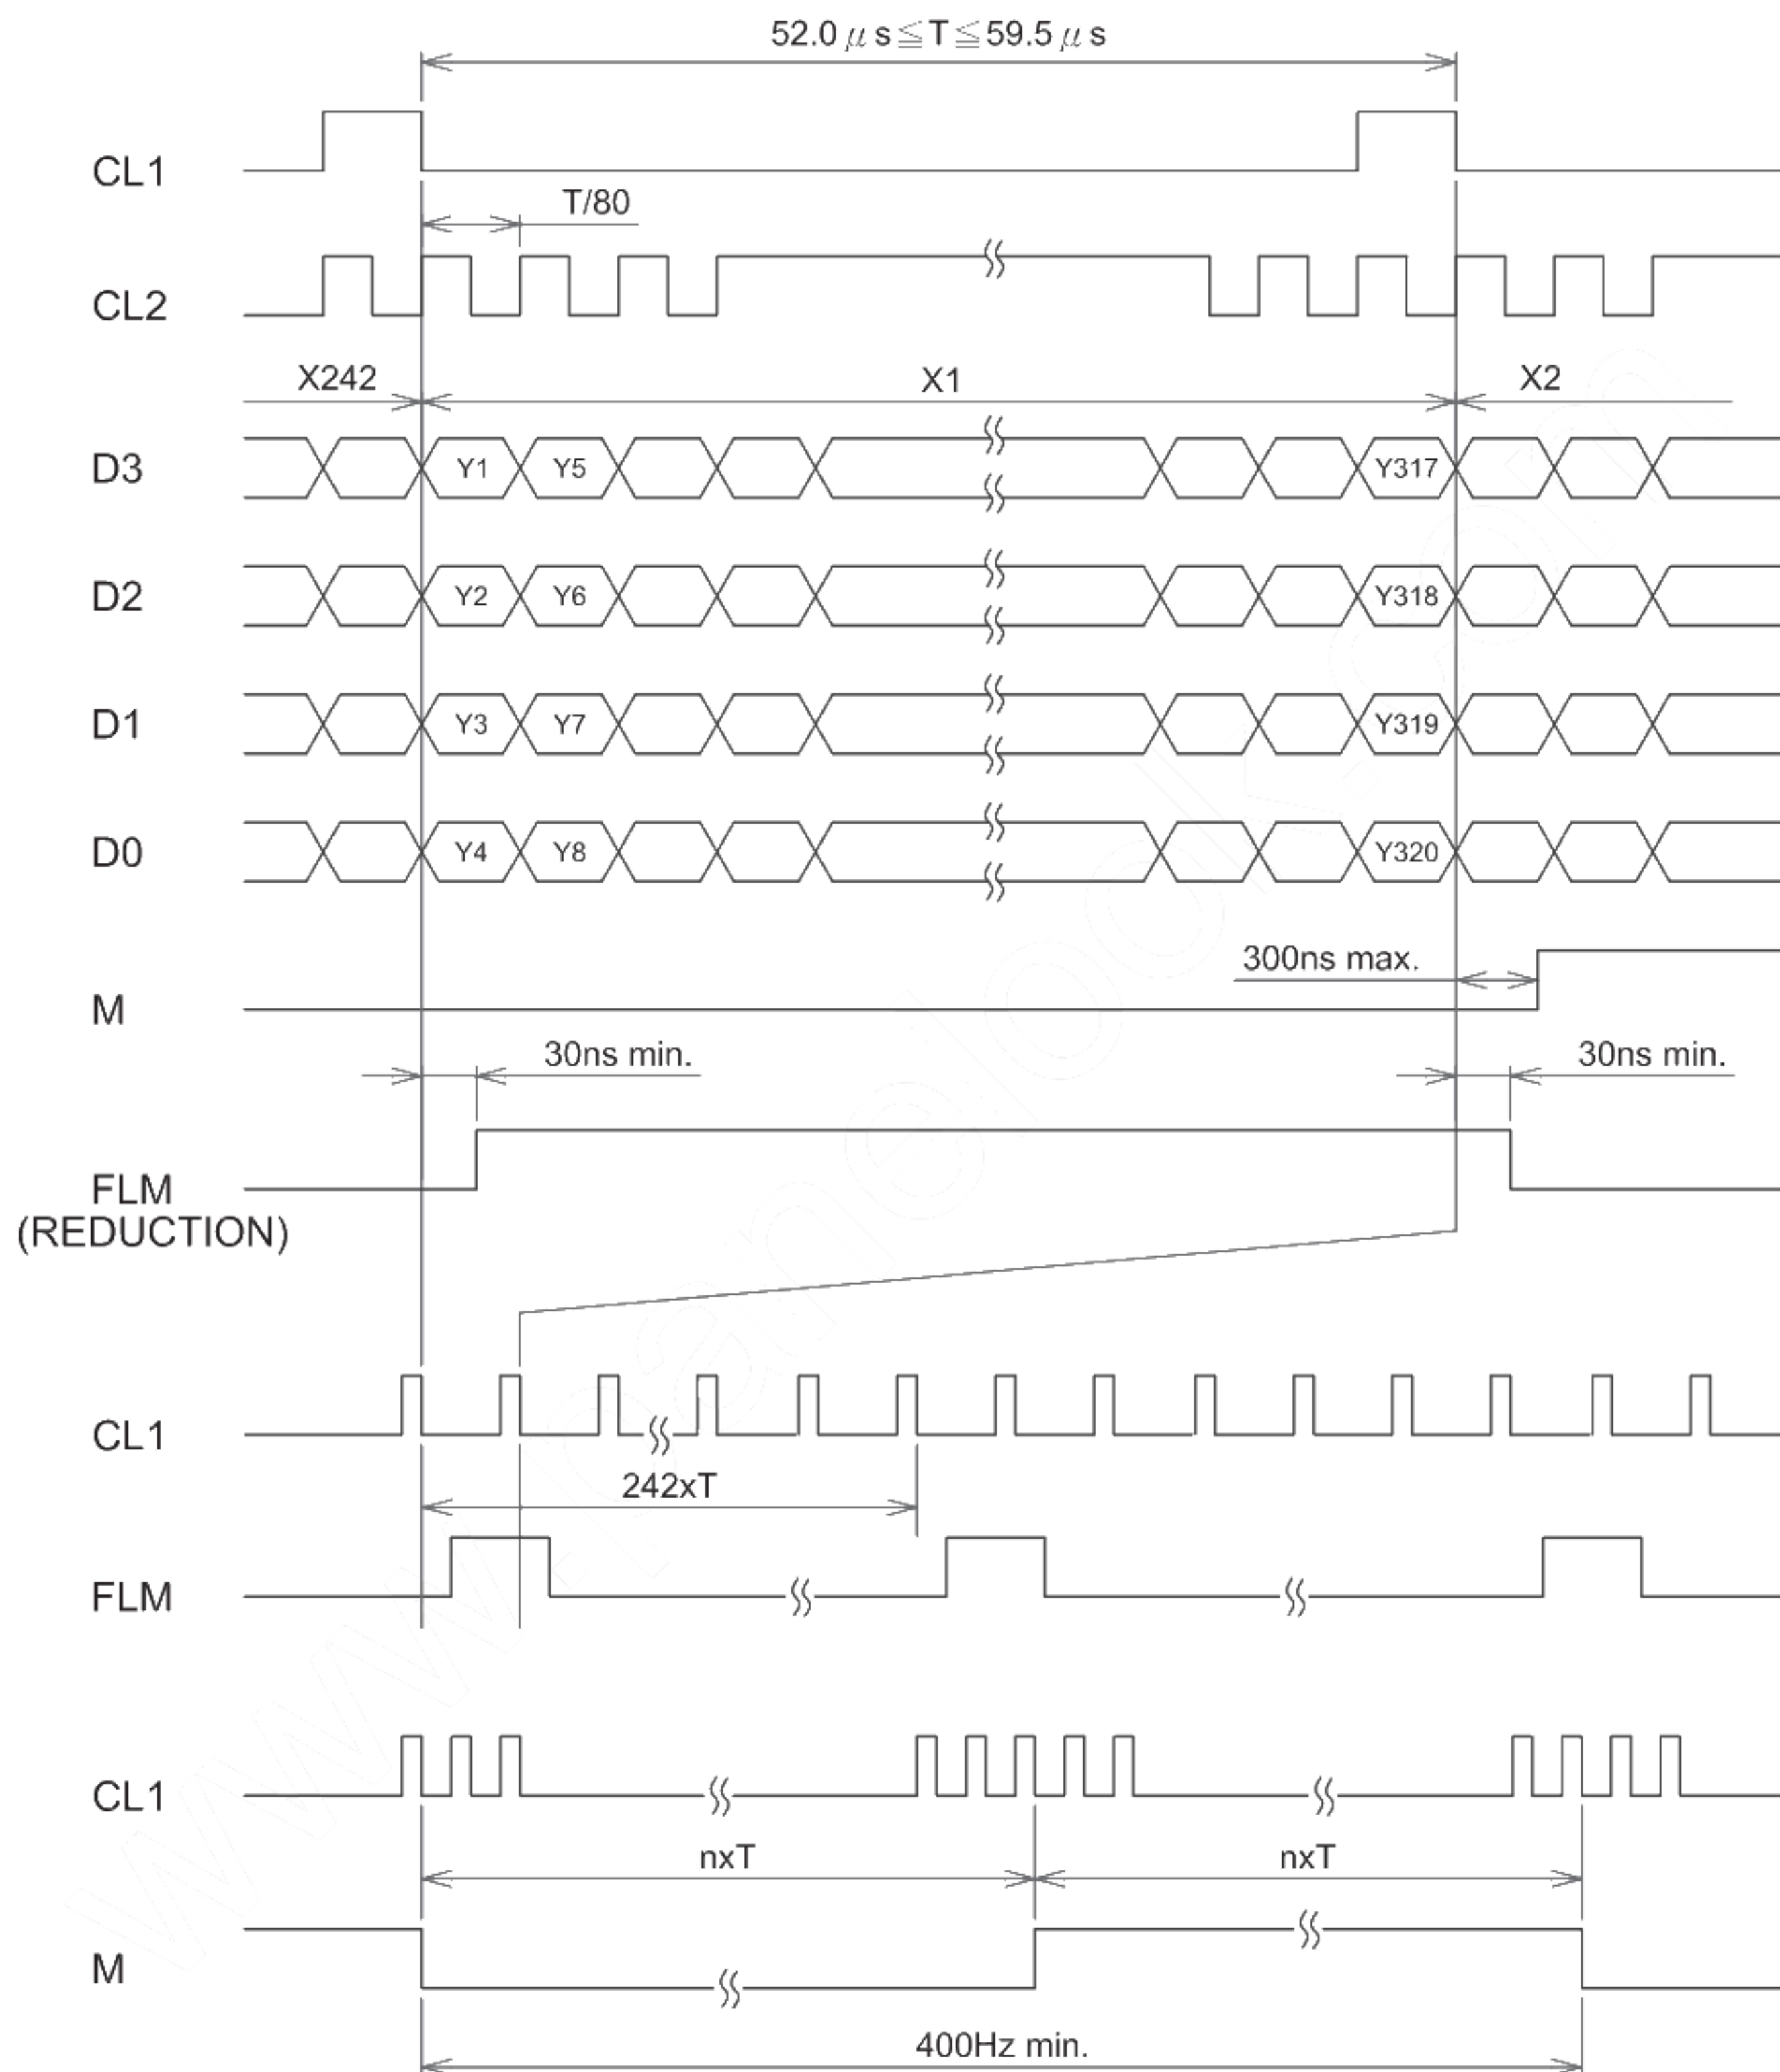 52.0 μs≦T≦59.5 μs
CL1
T/80
CL2
X242
X1
X2
D3
Y1
Y5
Y317
D2
Y2
Y6
Y318
D1
Y3
Y7
Y319
D0
Y4
Y8
Y320
300ns max.
M
30ns min.
30ns min.
FLM
(REDUCTION)
CL1
242xT
FLM
CL1
nxT
nxT
M
400Hz min.